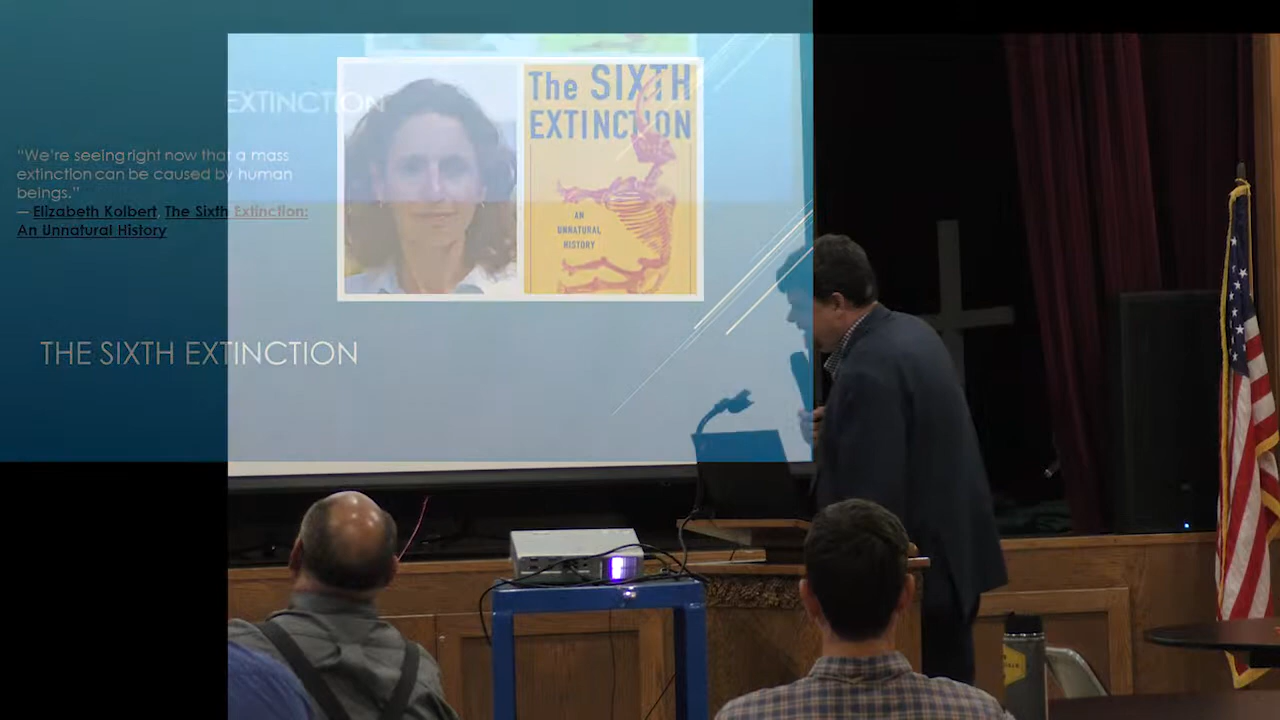 EXTINCTION
"We're seeing right now that a mass
extinction can be caused by human
beings."
― Elizabeth Kolbert, The Sixth Extinction:
An Unnatural History
The SIXTH
EXTINCTION
AN
UNNATURAL
HISTORY
THE SIXTH EXTINCTION